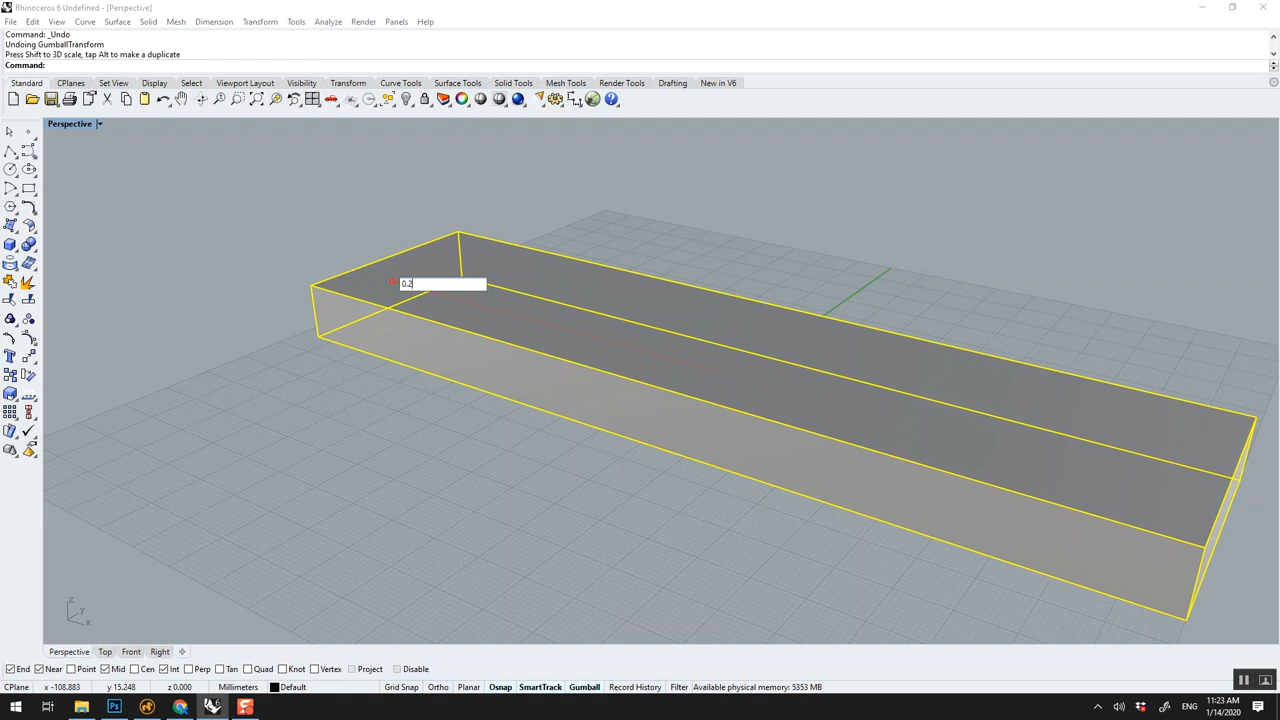 Rhinoceros 6 Undefined - [Perspective]
File Edit View Curve Surface Solid Mesh Dimension Transform Tools Analyze Render Panels Help
Command: _Undo
Undoing GumballTransform
Press Shift to 3D scale, tap Alt to make a duplicate
Command:
Standard CPlanes Set View Display Select Viewport Layout Visibility Transform Curve Tools Surface Tools Solid Tools Mesh Tools Render Tools Drafting New in V6
Perspective
0.2
z
y
x
Perspective Top Front Right
End Near Point Mid Cen Int Perp Tan Quad Knot Vertex Project Disable
CPlane x -108.883 y 15.248 z 0.000 Millimeters Default Grid Snap Ortho Planar Osnap SmartTrack Gumball Record History Filter Available physical memory: 5353 MB
Ps
ENG
11:23 AM
1/14/2020